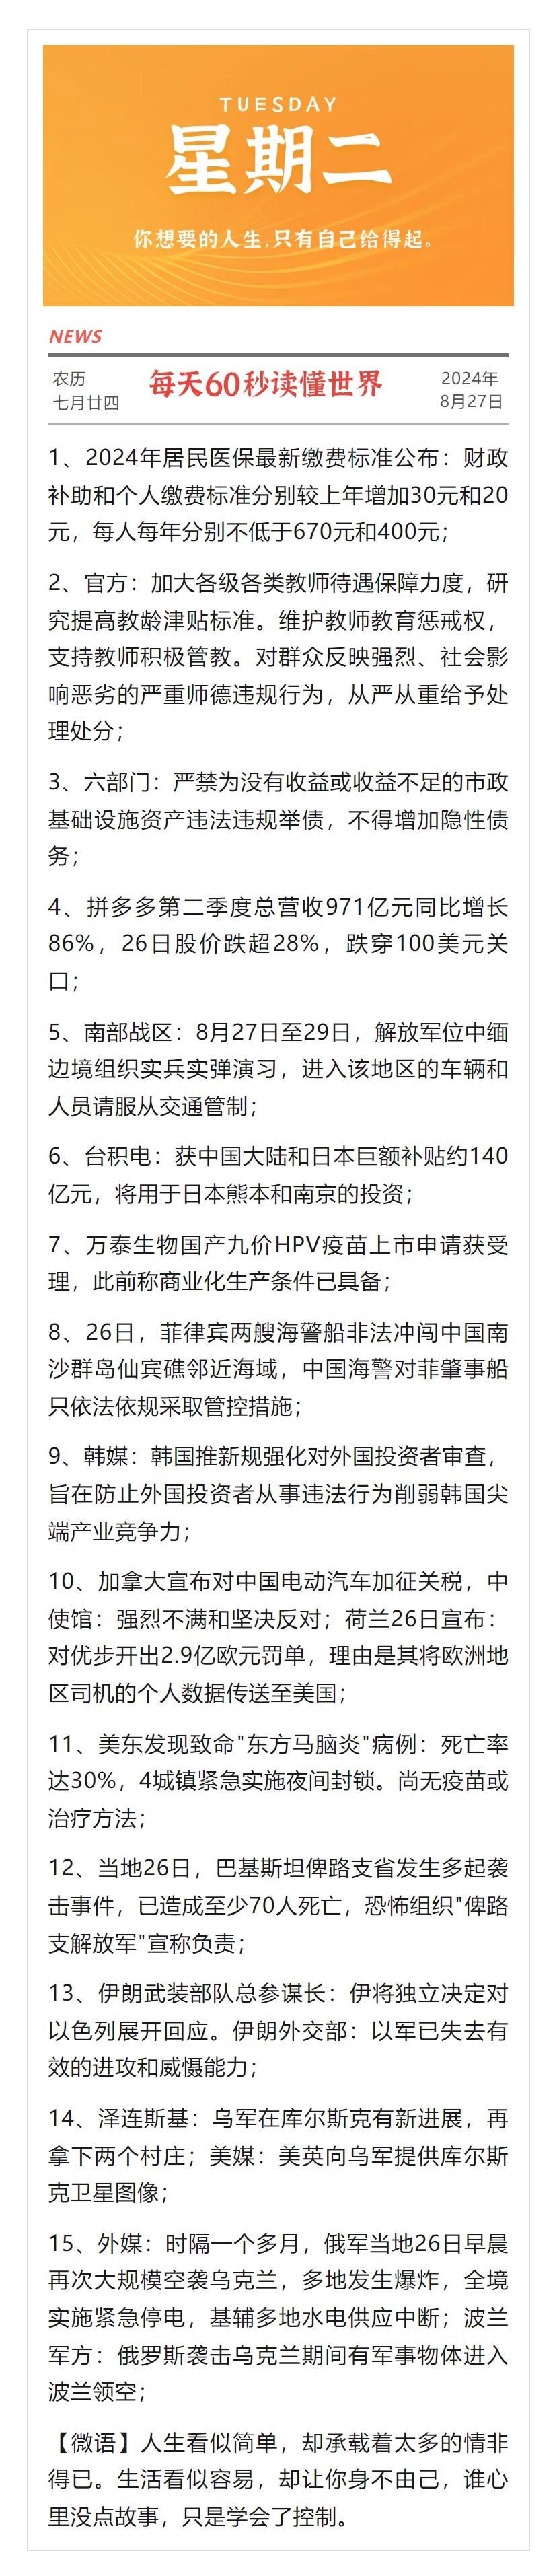 TUESDAY
星期二
你想要的人生,只有自己给得起。
NEWS
农历
七月廿四
每天60秒读懂世界
2024年
8月27日
1、2024年居民医保最新缴费标准公布：财政
补助和个人缴费标准分别较上年增加30元和20
元，每人每年分别不低于670元和400元；
2、官方：加大各级各类教师待遇保障力度，研
究提高教龄津贴标准。维护教师教育惩戒权，
支持教师积极管教。对群众反映强烈、社会影
响恶劣的严重师德违规行为，从严从重给予处
理处分；
3、六部门：严禁为没有收益或收益不足的市政
基础设施资产违法违规举债，不得增加隐性债
务；
4、拼多多第二季度总营收971亿元同比增长
86%，26日股价跌超28%，跌穿100美元关
口；
5、南部战区：8月27日至29日，解放军位中缅
边境组织实兵实弹演习，进入该地区的车辆和
人员请服从交通管制；
6、台积电：获中国大陆和日本巨额补贴约140
亿元，将用于日本熊本和南京的投资；
7、万泰生物国产九价HPV疫苗上市申请获受
理，此前称商业化生产条件已具备；
8、26日，菲律宾两艘海警船非法冲闯中国南
沙群岛仙宾礁邻近海域，中国海警对菲肇事船
只依法依规采取管控措施；
9、韩媒：韩国推新规强化对外国投资者审查，
旨在防止外国投资者从事违法行为削弱韩国尖
端产业竞争力；
10、加拿大宣布对中国电动汽车加征关税，中
使馆：强烈不满和坚决反对；荷兰26日宣布：
对优步开出2.9亿欧元罚单，理由是其将欧洲地
区司机的个人数据传送至美国；
11、美东发现致命"东方马脑炎"病例：死亡率
达30%，4城镇紧急实施夜间封锁。尚无疫苗或
治疗方法；
12、当地26日，巴基斯坦俾路支省发生多起袭
击事件，已造成至少70人死亡，恐怖组织"俾路
支解放军"宣称负责；
13、伊朗武装部队总参谋长：伊将独立决定对
以色列展开回应。伊朗外交部：以军已失去有
效的进攻和威慑能力；
14、泽连斯基：乌军在库尔斯克有新进展，再
拿下两个村庄；美媒：美英向乌军提供库尔斯
克卫星图像；
15、外媒：时隔一个多月，俄军当地26日早晨
再次大规模空袭乌克兰，多地发生爆炸，全境
实施紧急停电，基辅多地水电供应中断；波兰
军方：俄罗斯袭击乌克兰期间有军事物体进入
波兰领空；
【微语】人生看似简单，却承载着太多的情非
得已。生活看似容易，却让你身不由己，谁心
里没点故事，只是学会了控制。